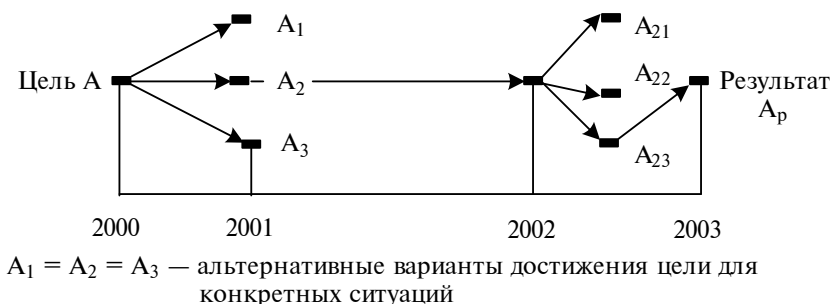 A₁
A₂₁
Цель A
A₂
A₂₂
Результат
Aр
A₃
A₂₃
2000
2001
2002
2003
A₁ = A₂ = A₃ — альтернативные варианты достижения цели для
конкретных ситуаций